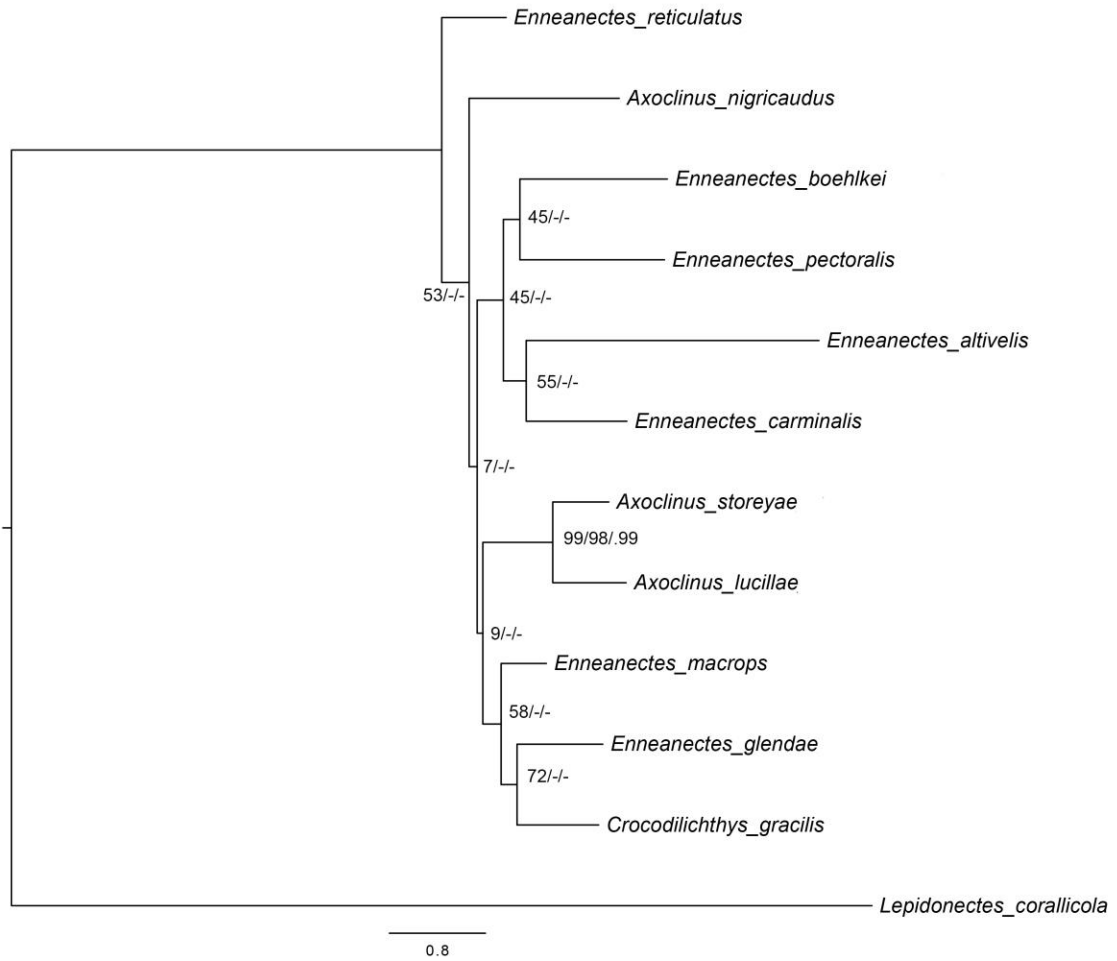 Enneanectes_reticulatus
Axoclinus_nigricaudus
Enneanectes_boehlkei
45/-/-
Enneanectes_pectoralis
53/-/-
45/-/-
Enneanectes_altivelis
55/-/-
Enneanectes_carminalis
7/-/-
Axoclinus_storeyae
99/98/.99
Axoclinus_lucillae
9/-/-
Enneanectes_macrops
58/-/-
Enneanectes_glendae
72/-/-
Crocodilichthys_gracilis
Lepidonectes_corallicola
0.8